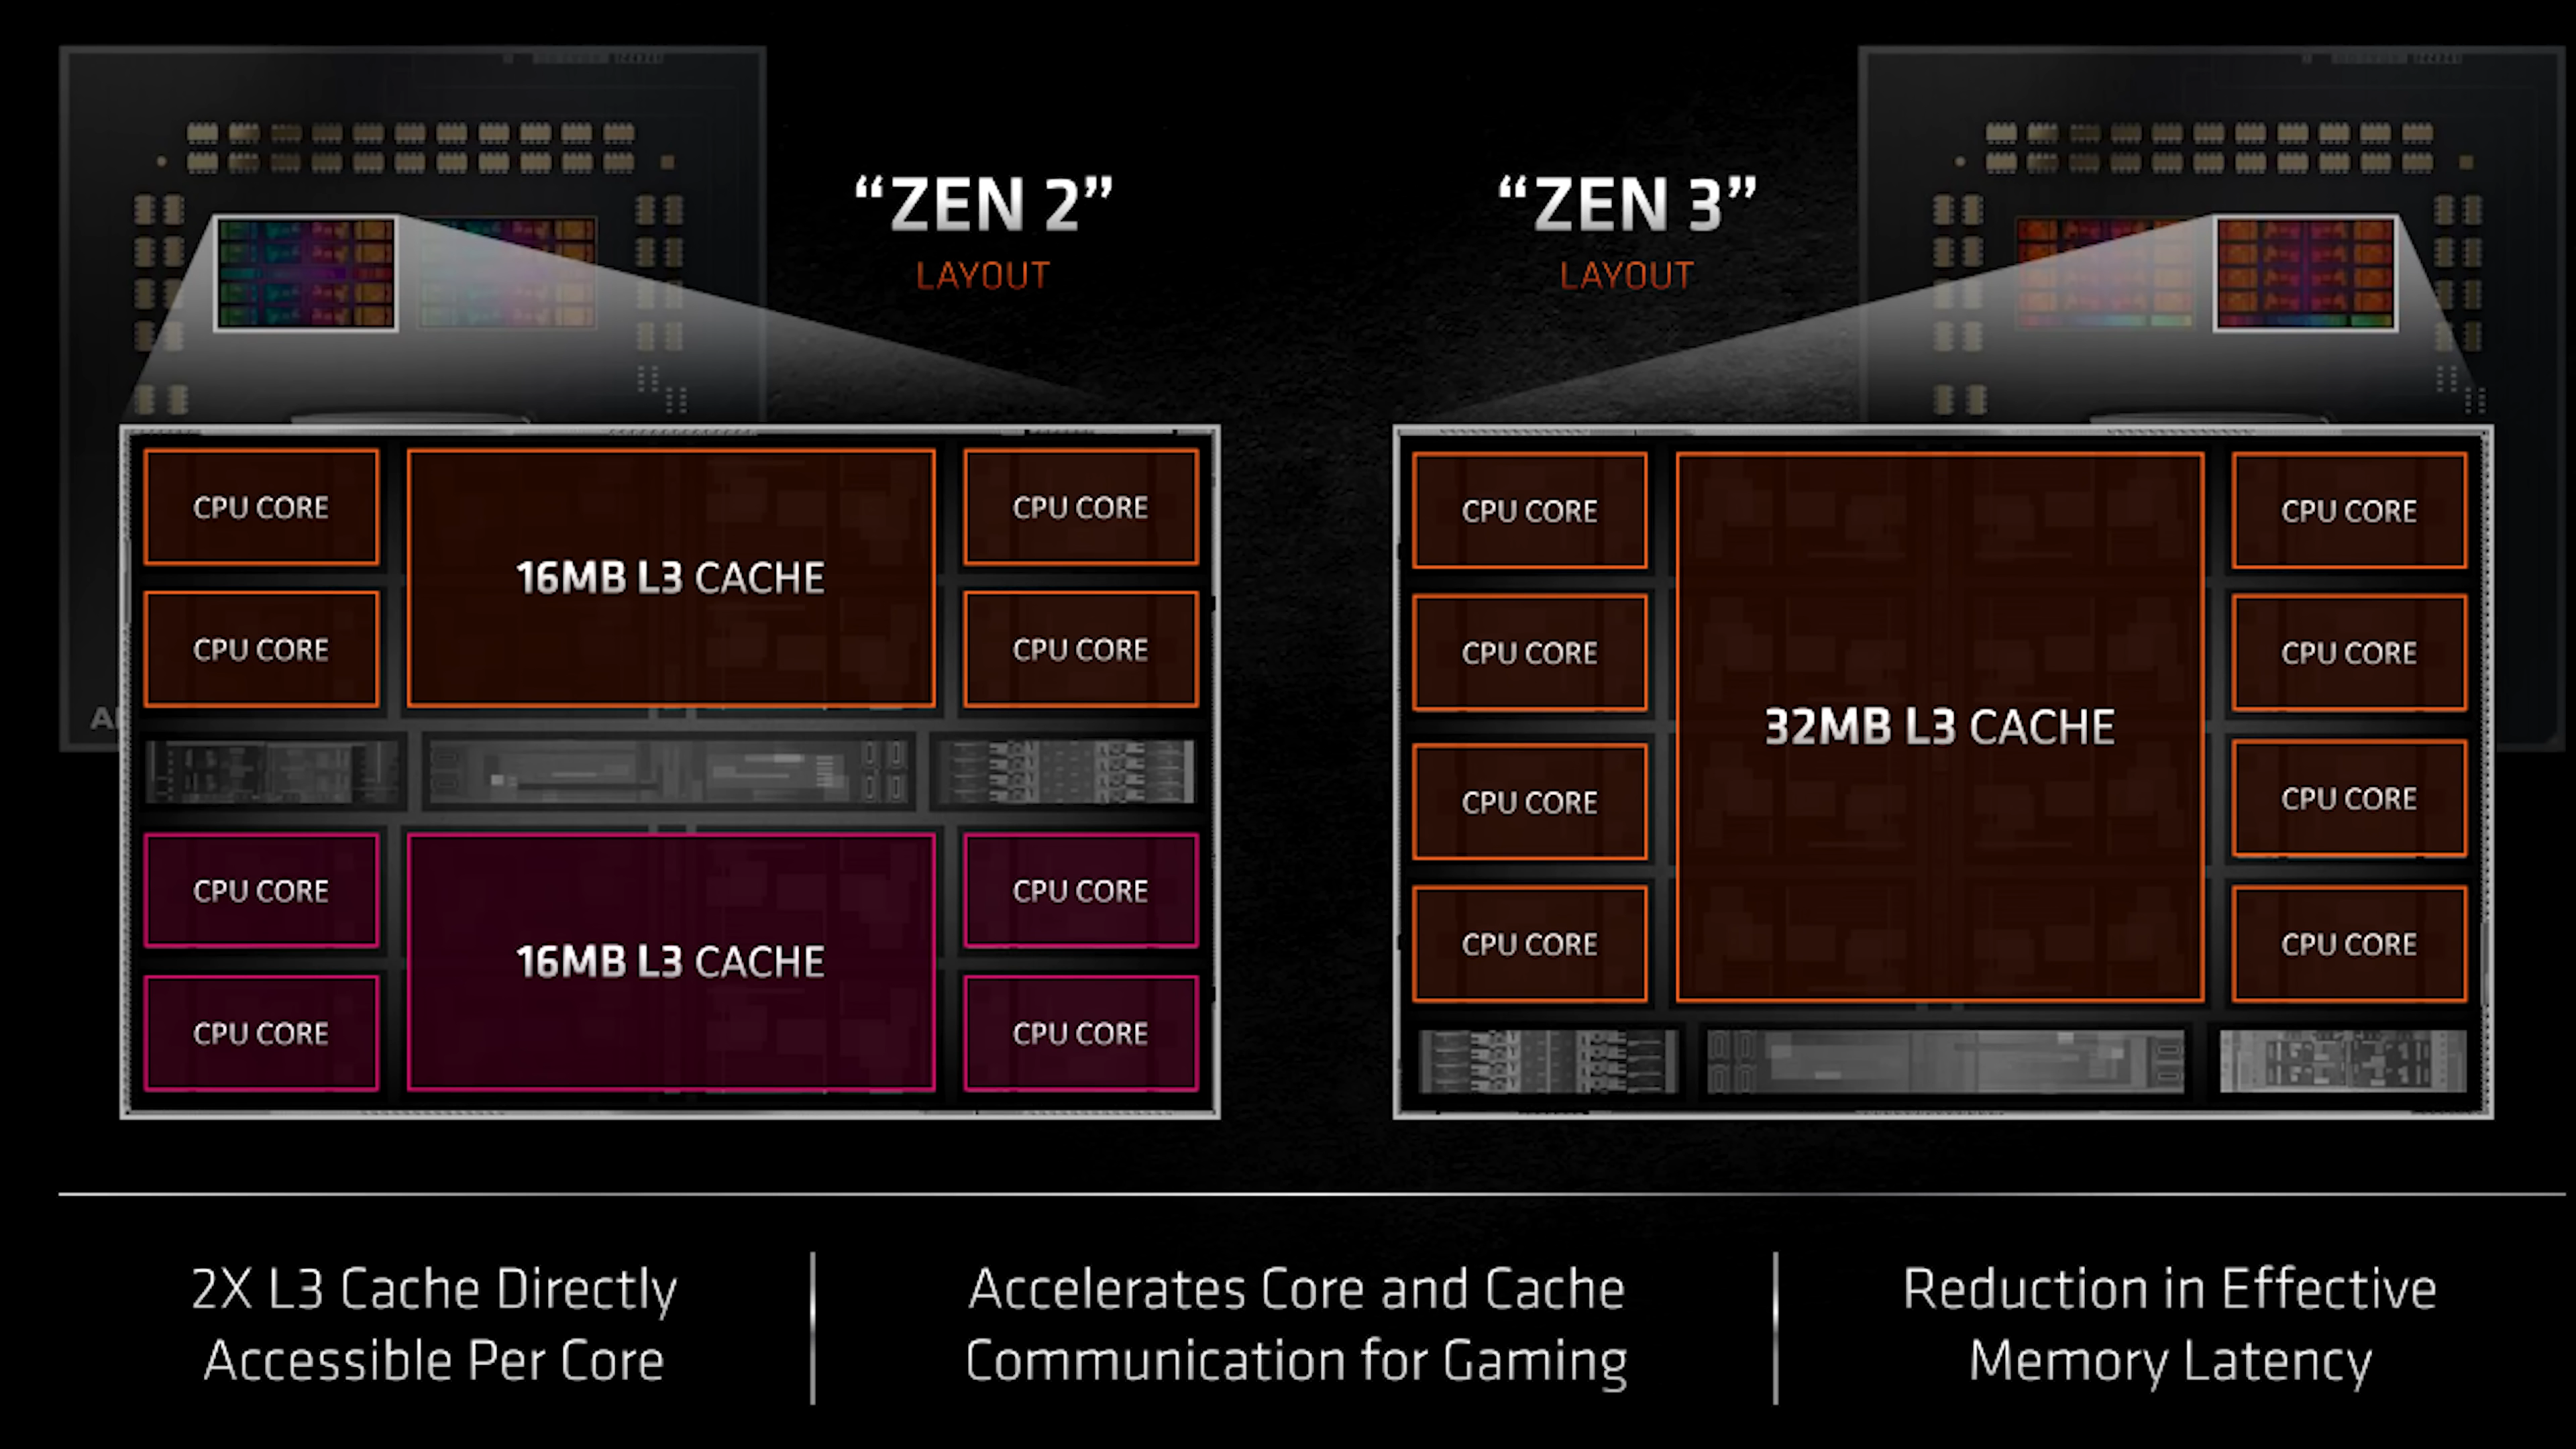 “ZEN 2”
LAYOUT
“ZEN 3”
LAYOUT
CPU CORE
CPU CORE
16MB L3 CACHE
CPU CORE
CPU CORE
CPU CORE
CPU CORE
16MB L3 CACHE
CPU CORE
CPU CORE
CPU CORE
CPU CORE
CPU CORE
CPU CORE
32MB L3 CACHE
CPU CORE
CPU CORE
CPU CORE
CPU CORE
2X L3 Cache Directly
Accessible Per Core
Accelerates Core and Cache
Communication for Gaming
Reduction in Effective
Memory Latency